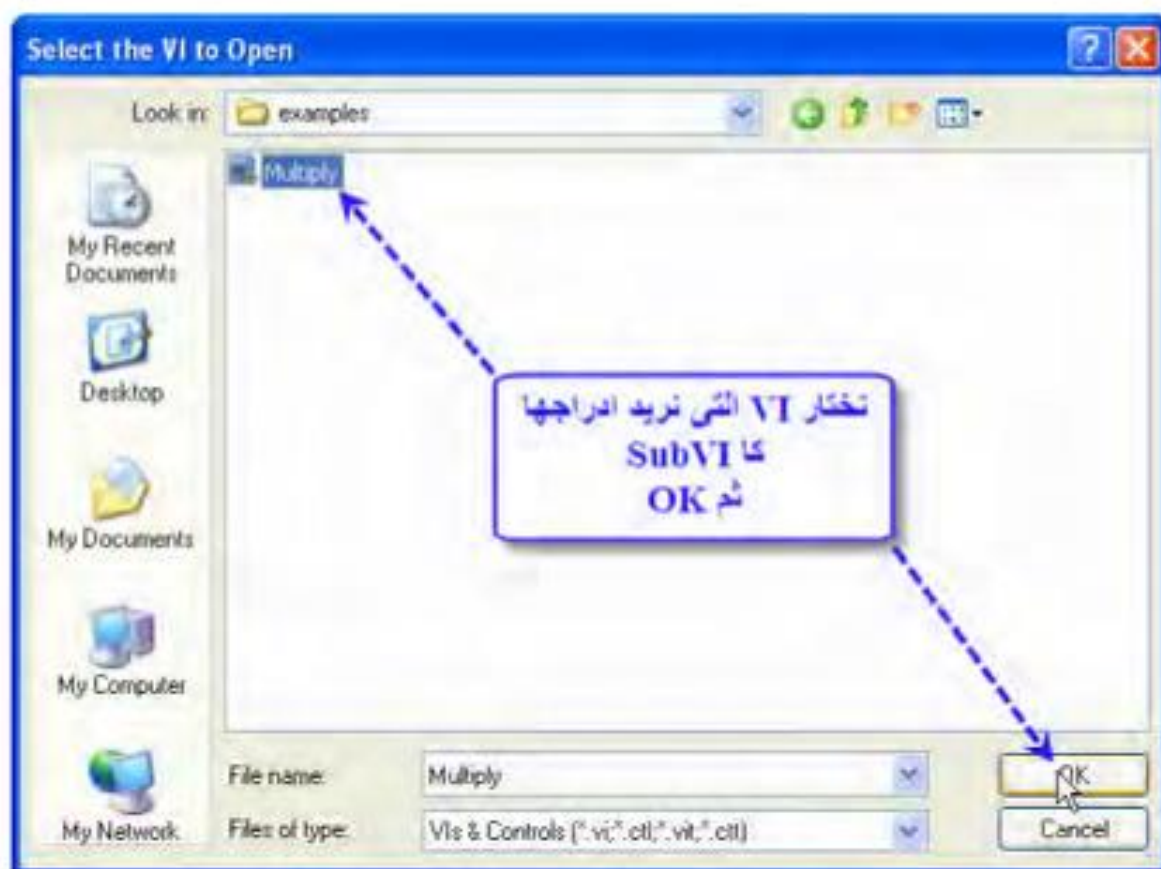 Select the VI to Open
Look in: examples
Multiply
My Recent
Documents
Desktop
My Documents
My Computer
My Network
نختار VI التى نريد ادراجها
كا SubVI
ثم OK
File name: Multiply
OK
Files of type: VIs & Controls (*.vi;*.ctl;*.vit;*.ctt)
Cancel